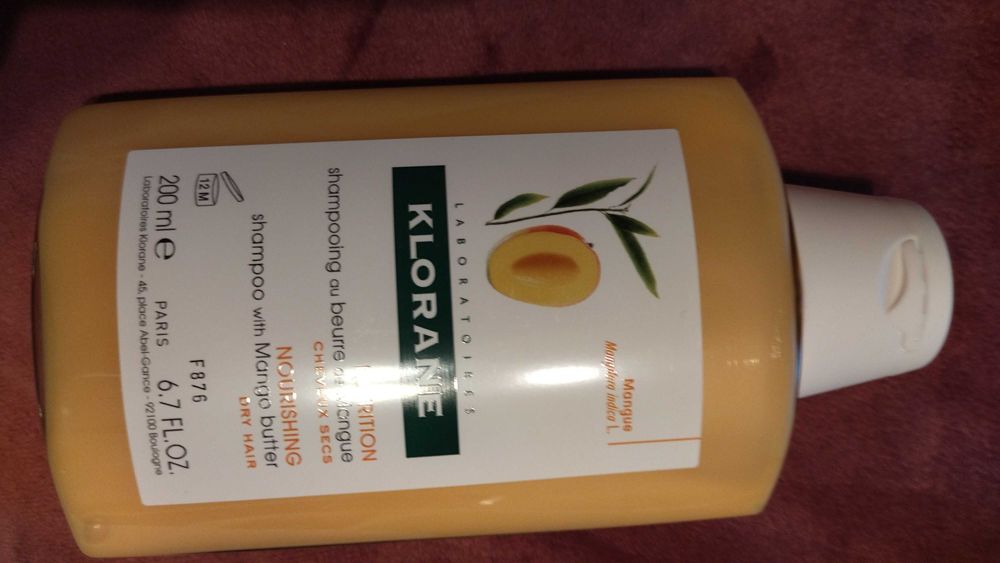 Mangue
Mangifera indica L.
LABORATOIRES
KLORANE
shampooing au beurre de Mangue
CHEVEUX SECS
NOURISHING
shampoo with Mango butter
DRY HAIR
12M
F876
200 ml e PARIS 6.7 FL.OZ.
Laboratoires Klorane - 45, place Abel-Gance - 92100 Boulogne